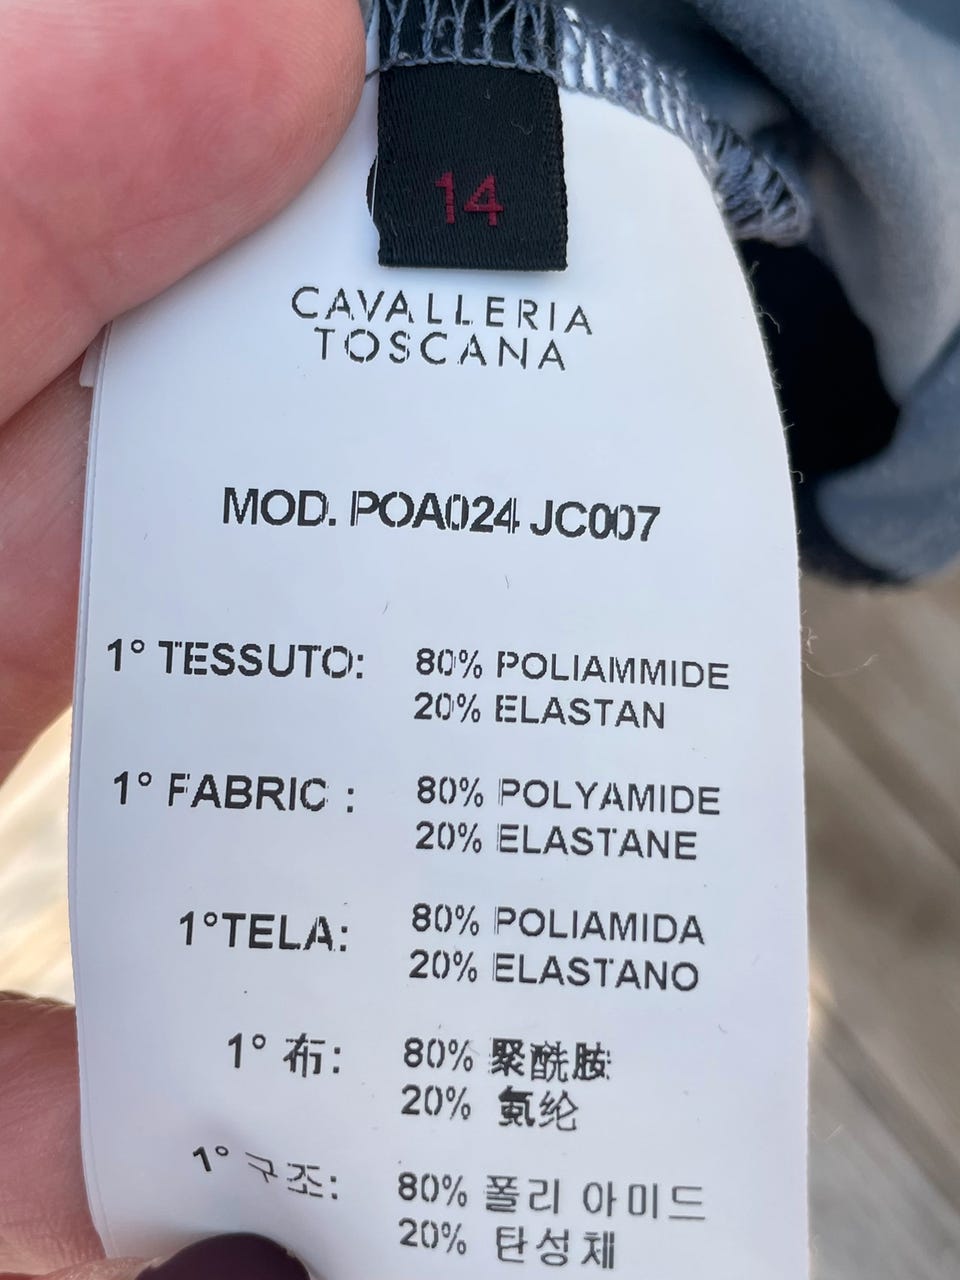 14
CAVALLERIA
TOSCANA
MOD. POA024 JC007
1° TESSUTO: 80% POLIAMMIDE
20% ELASTAN
1° FABRIC : 80% POLYAMIDE
20% ELASTANE
1°TELA: 80% POLIAMIDA
20% ELASTANO
1° 布: 80% 聚酰胺
20% 氨纶
1° 구조: 80% 폴리 아미드
20% 탄성체